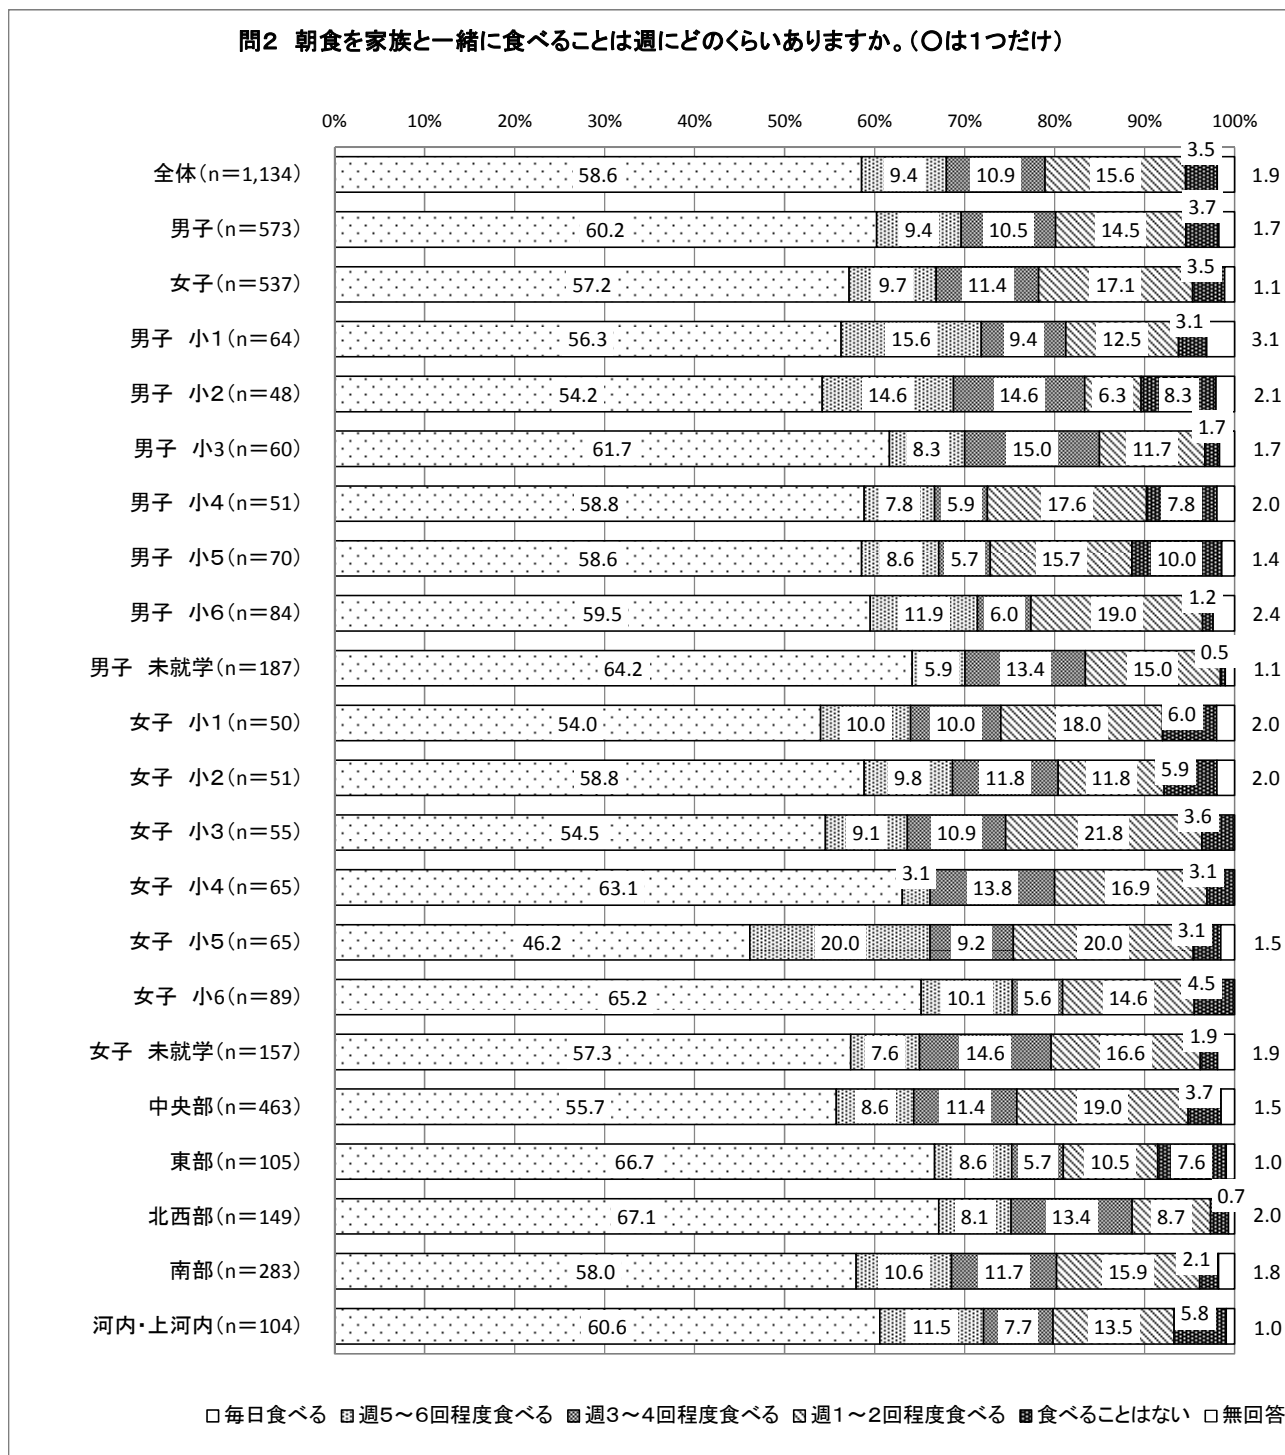 問2 朝食を家族と一緒に食べることは週にどのくらいありますか。(○は1つだけ)
0% 10% 20% 30% 40% 50% 60% 70% 80% 90% 100%
全体(n=1,134) 58.6 9.4 10.9 15.6 3.5 1.9
男子(n=573) 60.2 9.4 10.5 14.5 3.7 1.7
女子(n=537) 57.2 9.7 11.4 17.1 3.5 1.1
男子 小1(n=64) 56.3 15.6 9.4 12.5 3.1 3.1
男子 小2(n=48) 54.2 14.6 14.6 6.3 8.3 2.1
男子 小3(n=60) 61.7 8.3 15.0 11.7 1.7 1.7
男子 小4(n=51) 58.8 7.8 5.9 17.6 7.8 2.0
男子 小5(n=70) 58.6 8.6 5.7 15.7 10.0 1.4
男子 小6(n=84) 59.5 11.9 6.0 19.0 1.2 2.4
男子 未就学(n=187) 64.2 5.9 13.4 15.0 0.5 1.1
女子 小1(n=50) 54.0 10.0 10.0 18.0 6.0 2.0
女子 小2(n=51) 58.8 9.8 11.8 11.8 5.9 2.0
女子 小3(n=55) 54.5 9.1 10.9 21.8 3.6
女子 小4(n=65) 63.1 3.1 13.8 16.9 3.1
女子 小5(n=65) 46.2 20.0 9.2 20.0 3.1 1.5
女子 小6(n=89) 65.2 10.1 5.6 14.6 4.5
女子 未就学(n=157) 57.3 7.6 14.6 16.6 1.9 1.9
中央部(n=463) 55.7 8.6 11.4 19.0 3.7 1.5
東部(n=105) 66.7 8.6 5.7 10.5 7.6 1.0
北西部(n=149) 67.1 8.1 13.4 8.7 0.7 2.0
南部(n=283) 58.0 10.6 11.7 15.9 2.1 1.8
河内・上河内(n=104) 60.6 11.5 7.7 13.5 5.8 1.0
毎日食べる 週5~6回程度食べる 週3~4回程度食べる 週1~2回程度食べる 食べることはない 無回答